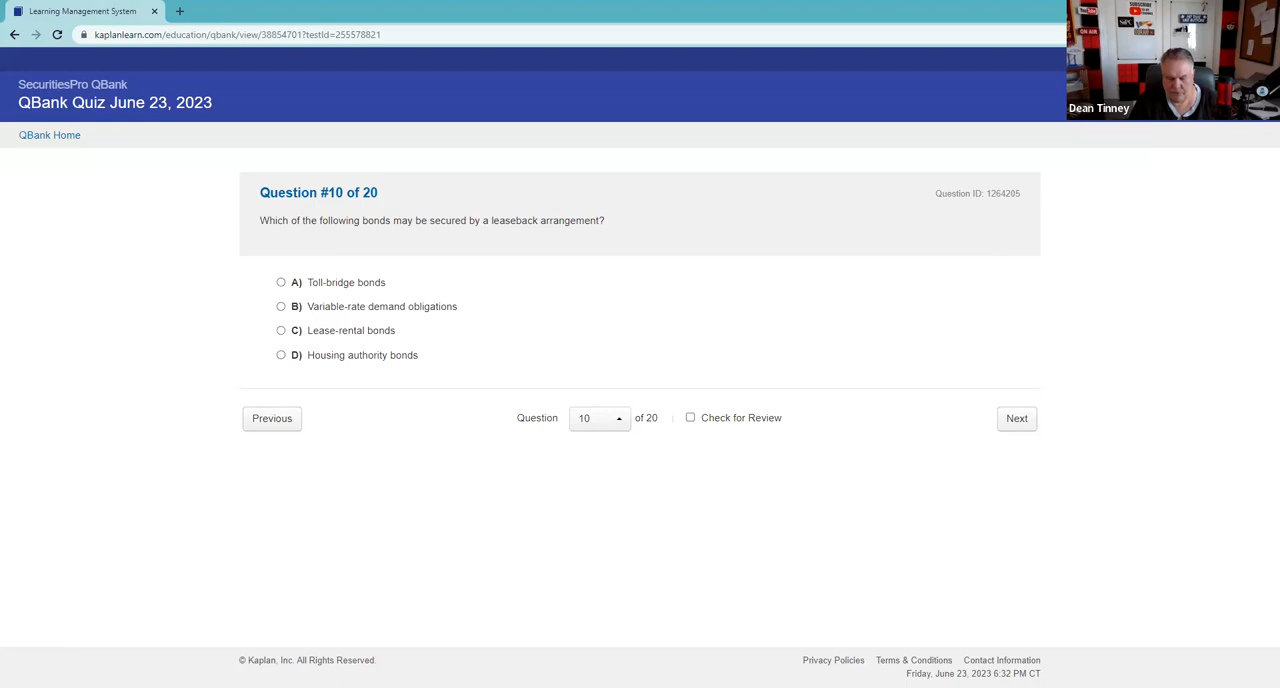 Learning Management System
kaplanlearn.com/education/qbank/view/38854701?testId=255578821
SUBSCRIBE
ON AIR
Dean Tinney
SecuritiesPro QBank
QBank Quiz June 23, 2023
QBank Home
Question #10 of 20
Question ID: 1264205
Which of the following bonds may be secured by a leaseback arrangement?
A) Toll-bridge bonds
B) Variable-rate demand obligations
C) Lease-rental bonds
D) Housing authority bonds
Previous
Question 10 of 20
Check for Review
Next
© Kaplan, Inc. All Rights Reserved.
Privacy Policies
Terms & Conditions
Contact Information
Friday, June 23, 2023 6:32 PM CT